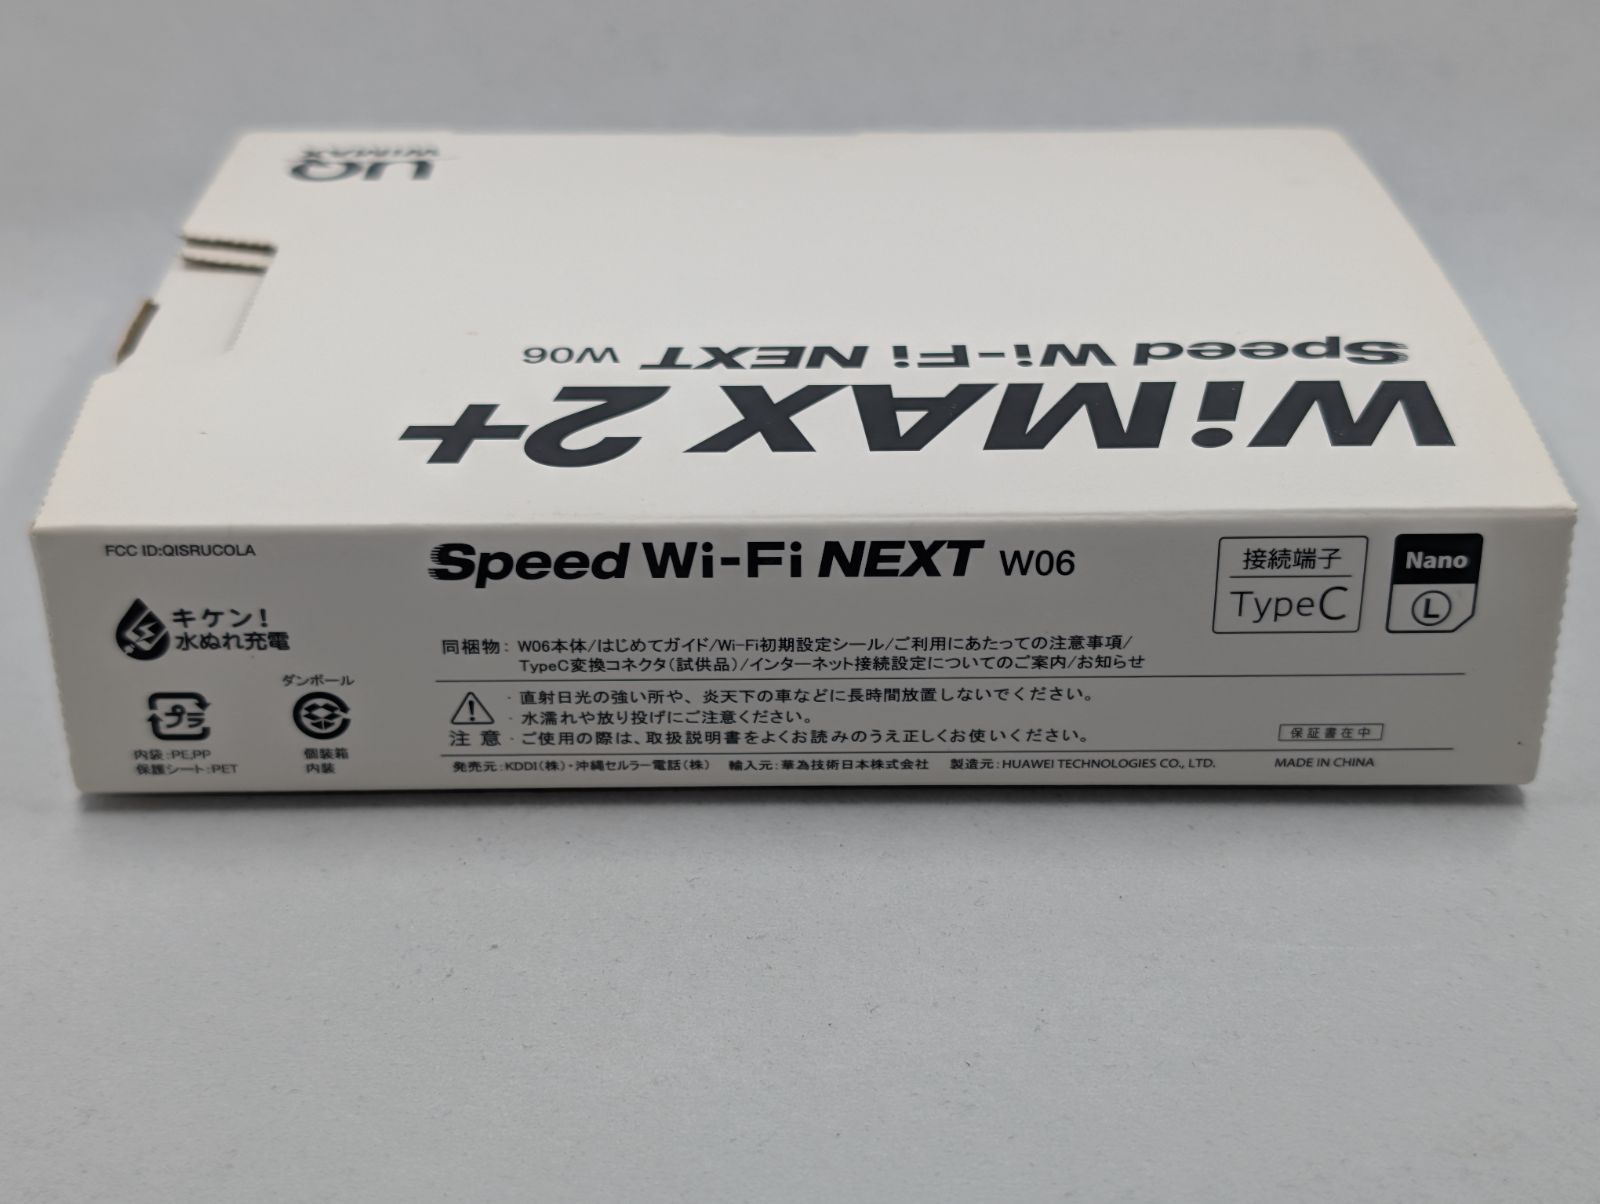 UQ
WiMAX
WiMAX 2+
Speed Wi-Fi NEXT W06
FCC ID:QISRUCOLA
キケン!
水ぬれ充電
プラ
内袋:PE,PP
保護シート:PET
ダンボール
個装箱
内装
Speed Wi-Fi NEXT W06
接続端子
TypeC
Nano
L
同梱物: W06本体/はじめてガイド/Wi-Fi初期設定シール/ご利用にあたっての注意事項/
TypeC変換コネクタ(試供品)/インターネット接続設定についてのご案内/お知らせ
注意
・直射日光の強い所や、炎天下の車などに長時間放置しないでください。
・水濡れや放り投げにご注意ください。
・ご使用の際は、取扱説明書をよくお読みのうえ正しくお使いください。
保証書在中
発売元:KDDI(株)・沖縄セルラー電話(株) 輸入元:華為技術日本株式会社 製造元:HUAWEI TECHNOLOGIES CO., LTD. MADE IN CHINA